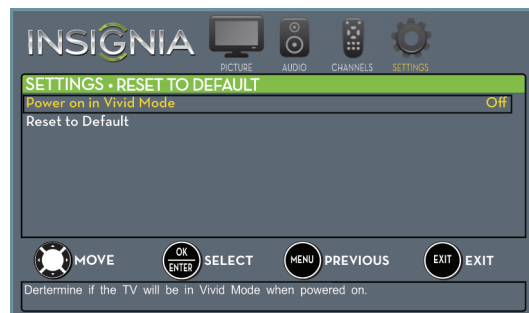 INSIGNIA
PICTURE AUDIO CHANNELS SETTINGS
SETTINGS • RESET TO DEFAULT
Power on in Vivid Mode Off
Reset to Default
MOVE OK ENTER SELECT MENU PREVIOUS EXIT EXIT
Dertermine if the TV will be in Vivid Mode when powered on.